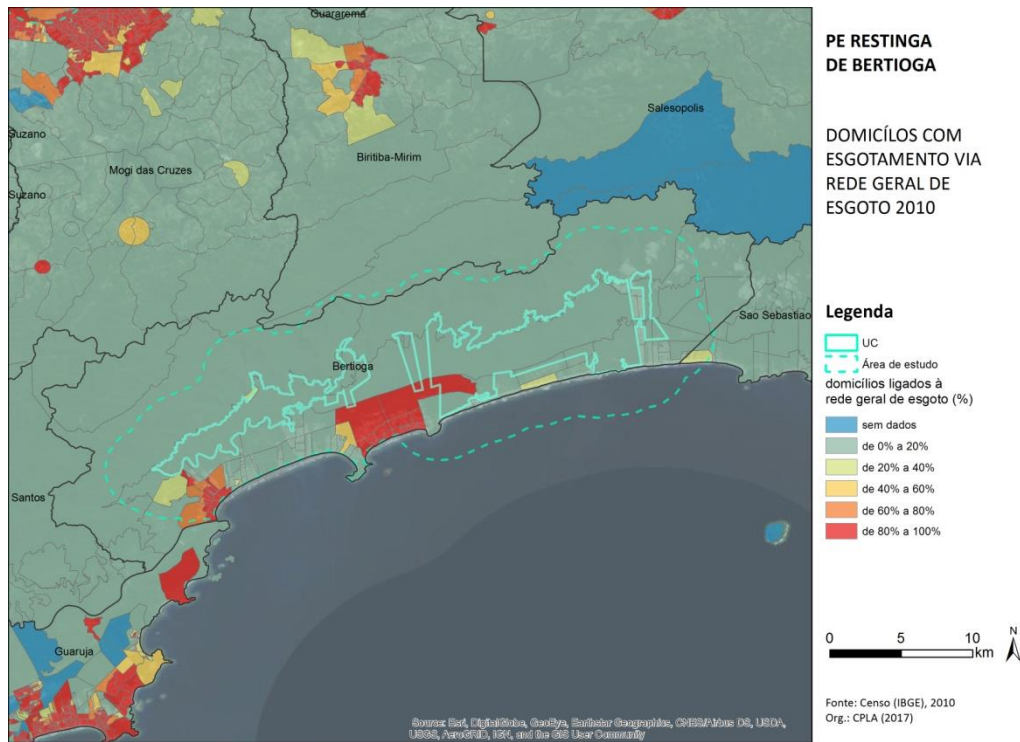 Guararema
Salesopolis
Suzano
Biritiba-Mirim
Mogi das Cruzes
Suzano
Sao Sebastiao
Bertioga
Santos
Guaruja
Source: Esri, DigitalGlobe, GeoEye, Earthstar Geographics, CNES/Airbus DS, USDA,
USGS, AeroGRID, IGN, and the GIS User Community
PE RESTINGA
DE BERTIOGA
DOMICÍLOS COM
ESGOTAMENTO VIA
REDE GERAL DE
ESGOTO 2010
Legenda
UC
Área de estudo
domicílios ligados à
rede geral de esgoto (%)
sem dados
de 0% a 20%
de 20% a 40%
de 40% a 60%
de 60% a 80%
de 80% a 100%
0 5 10
km
N
Fonte: Censo (IBGE), 2010
Org.: CPLA (2017)